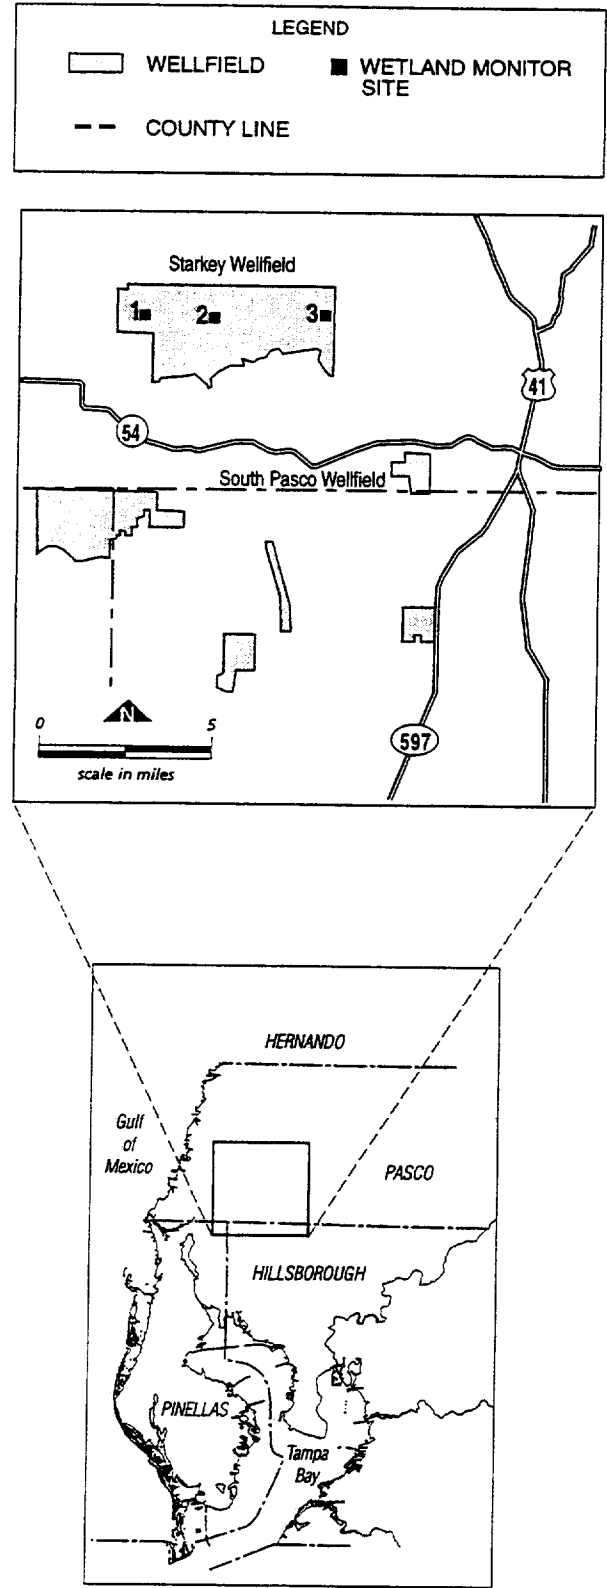 LEGEND
WELLFIELD
WETLAND MONITOR
SITE
COUNTY LINE
Starkey Wellfield
1
2
3
41
54
South Pasco Wellfield
N
0
5
scale in miles
597
HERNANDO
Gulf
of
Mexico
PASCO
HILLSBOROUGH
PINELLAS
Tampa
Bay